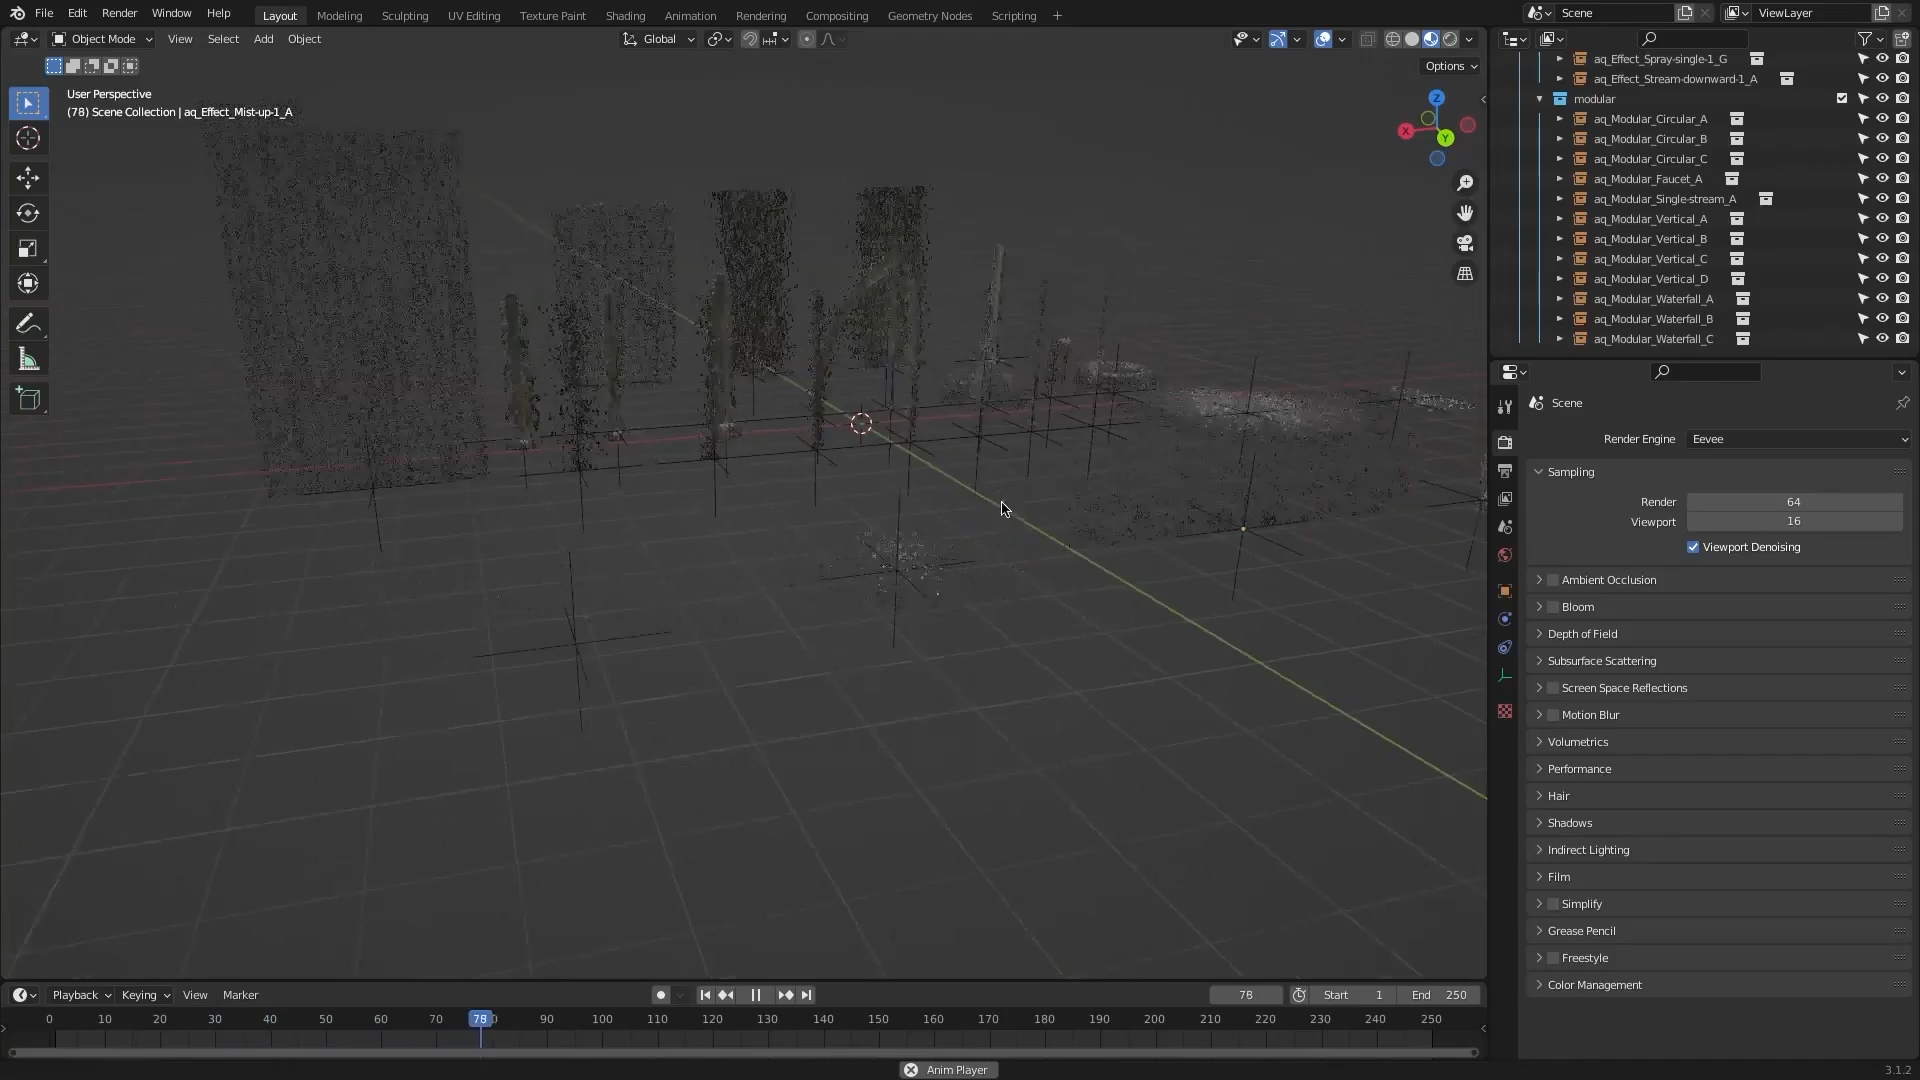 File Edit Render Window Help Layout Modeling Sculpting UV Editing Texture Paint Shading Animation Rendering Compositing Geometry Nodes Scripting + Scene ViewLayer
Object Mode View Select Add Object Global
Options
User Perspective
(78) Scene Collection | aq_Effect_Mist-up-1_A
Z
X
Y
aq_Effect_Spray-single-1_G
aq_Effect_Stream-downward-1_A
modular
aq_Modular_Circular_A
aq_Modular_Circular_B
aq_Modular_Circular_C
aq_Modular_Faucet_A
aq_Modular_Single-stream_A
aq_Modular_Vertical_A
aq_Modular_Vertical_B
aq_Modular_Vertical_C
aq_Modular_Vertical_D
aq_Modular_Waterfall_A
aq_Modular_Waterfall_B
aq_Modular_Waterfall_C
Scene
Render Engine Eevee
Sampling
Render 64
Viewport 16
Viewport Denoising
Ambient Occlusion
Bloom
Depth of Field
Subsurface Scattering
Screen Space Reflections
Motion Blur
Volumetrics
Performance
Hair
Shadows
Indirect Lighting
Film
Simplify
Grease Pencil
Freestyle
Color Management
Playback Keying View Marker 78 Start 1 End 250
0 10 20 30 40 50 60 70 78 90 100 110 120 130 140 150 160 170 180 190 200 210 220 230 240 250
Anim Player
3.1.2